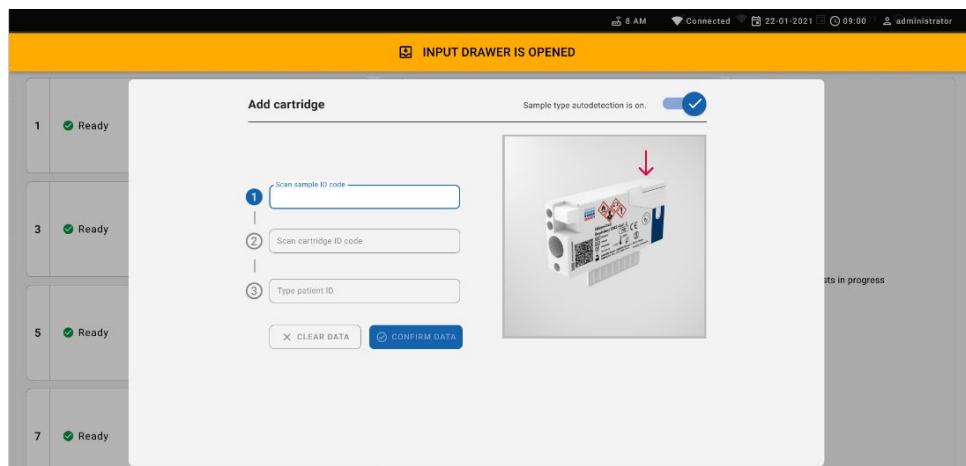 8 AM Connected 22-01-2021 09:00 administrator
INPUT DRAWER IS OPENED
Add cartridge
Sample type autodetection is on.
1 Ready
Scan sample ID code
1
2 Scan cartridge ID code
3 Ready
3 Type patient ID
sts in progress
CLEAR DATA CONFIRM DATA
5 Ready
7 Ready